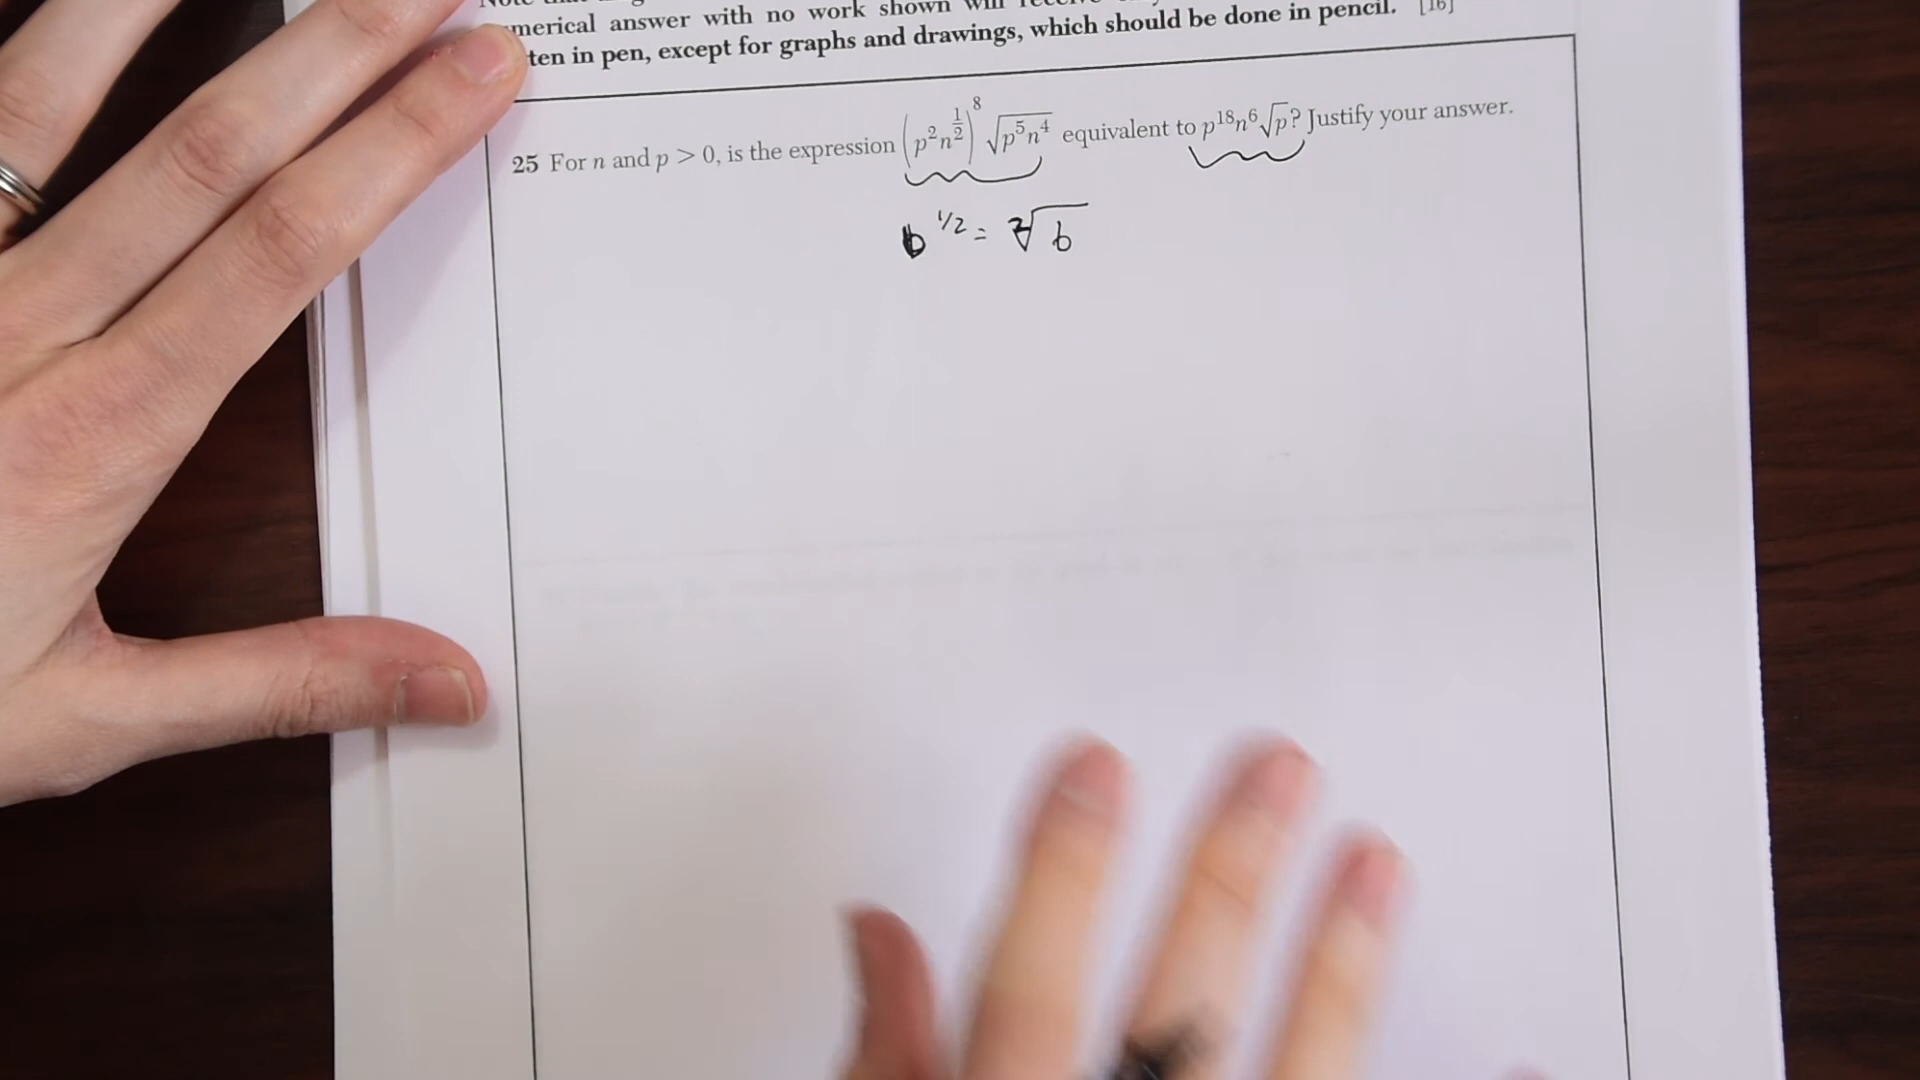 merical answer with no work shown will
ten in pen, except for graphs and drawings, which should be done in pencil. [16]
25 For n and p > 0, is the expression (p²n^{1/2})⁸ √(p⁵n⁴) equivalent to p¹⁸n⁶√p? Justify your answer.
b^{1/2} = ²√b